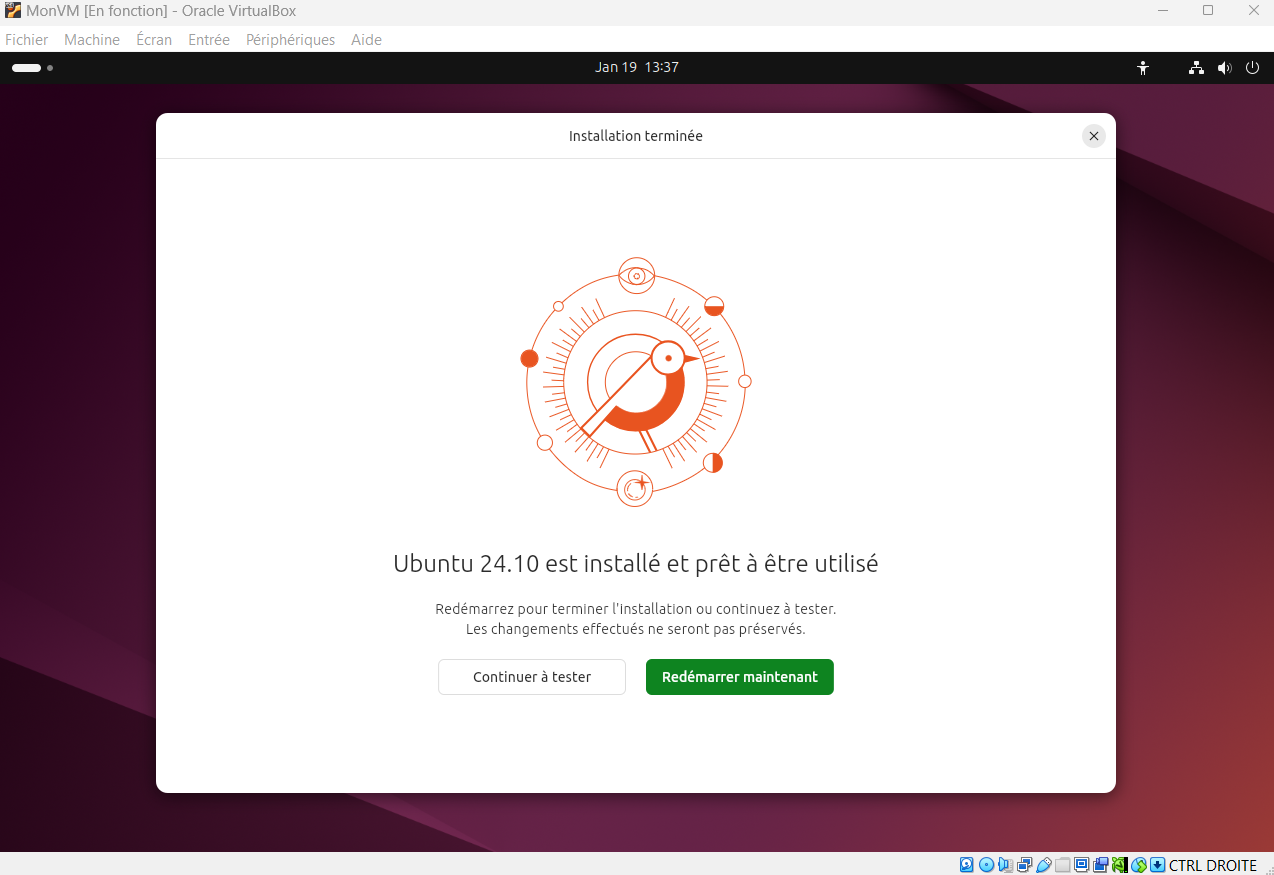 MonVM [En fonction] - Oracle VirtualBox
Fichier Machine Écran Entrée Périphériques Aide
Jan 19 13:37
Installation terminée
Ubuntu 24.10 est installé et prêt à être utilisé
Redémarrez pour terminer l'installation ou continuez à tester.
Les changements effectués ne seront pas préservés.
Continuer à tester Redémarrer maintenant
CTRL DROITE